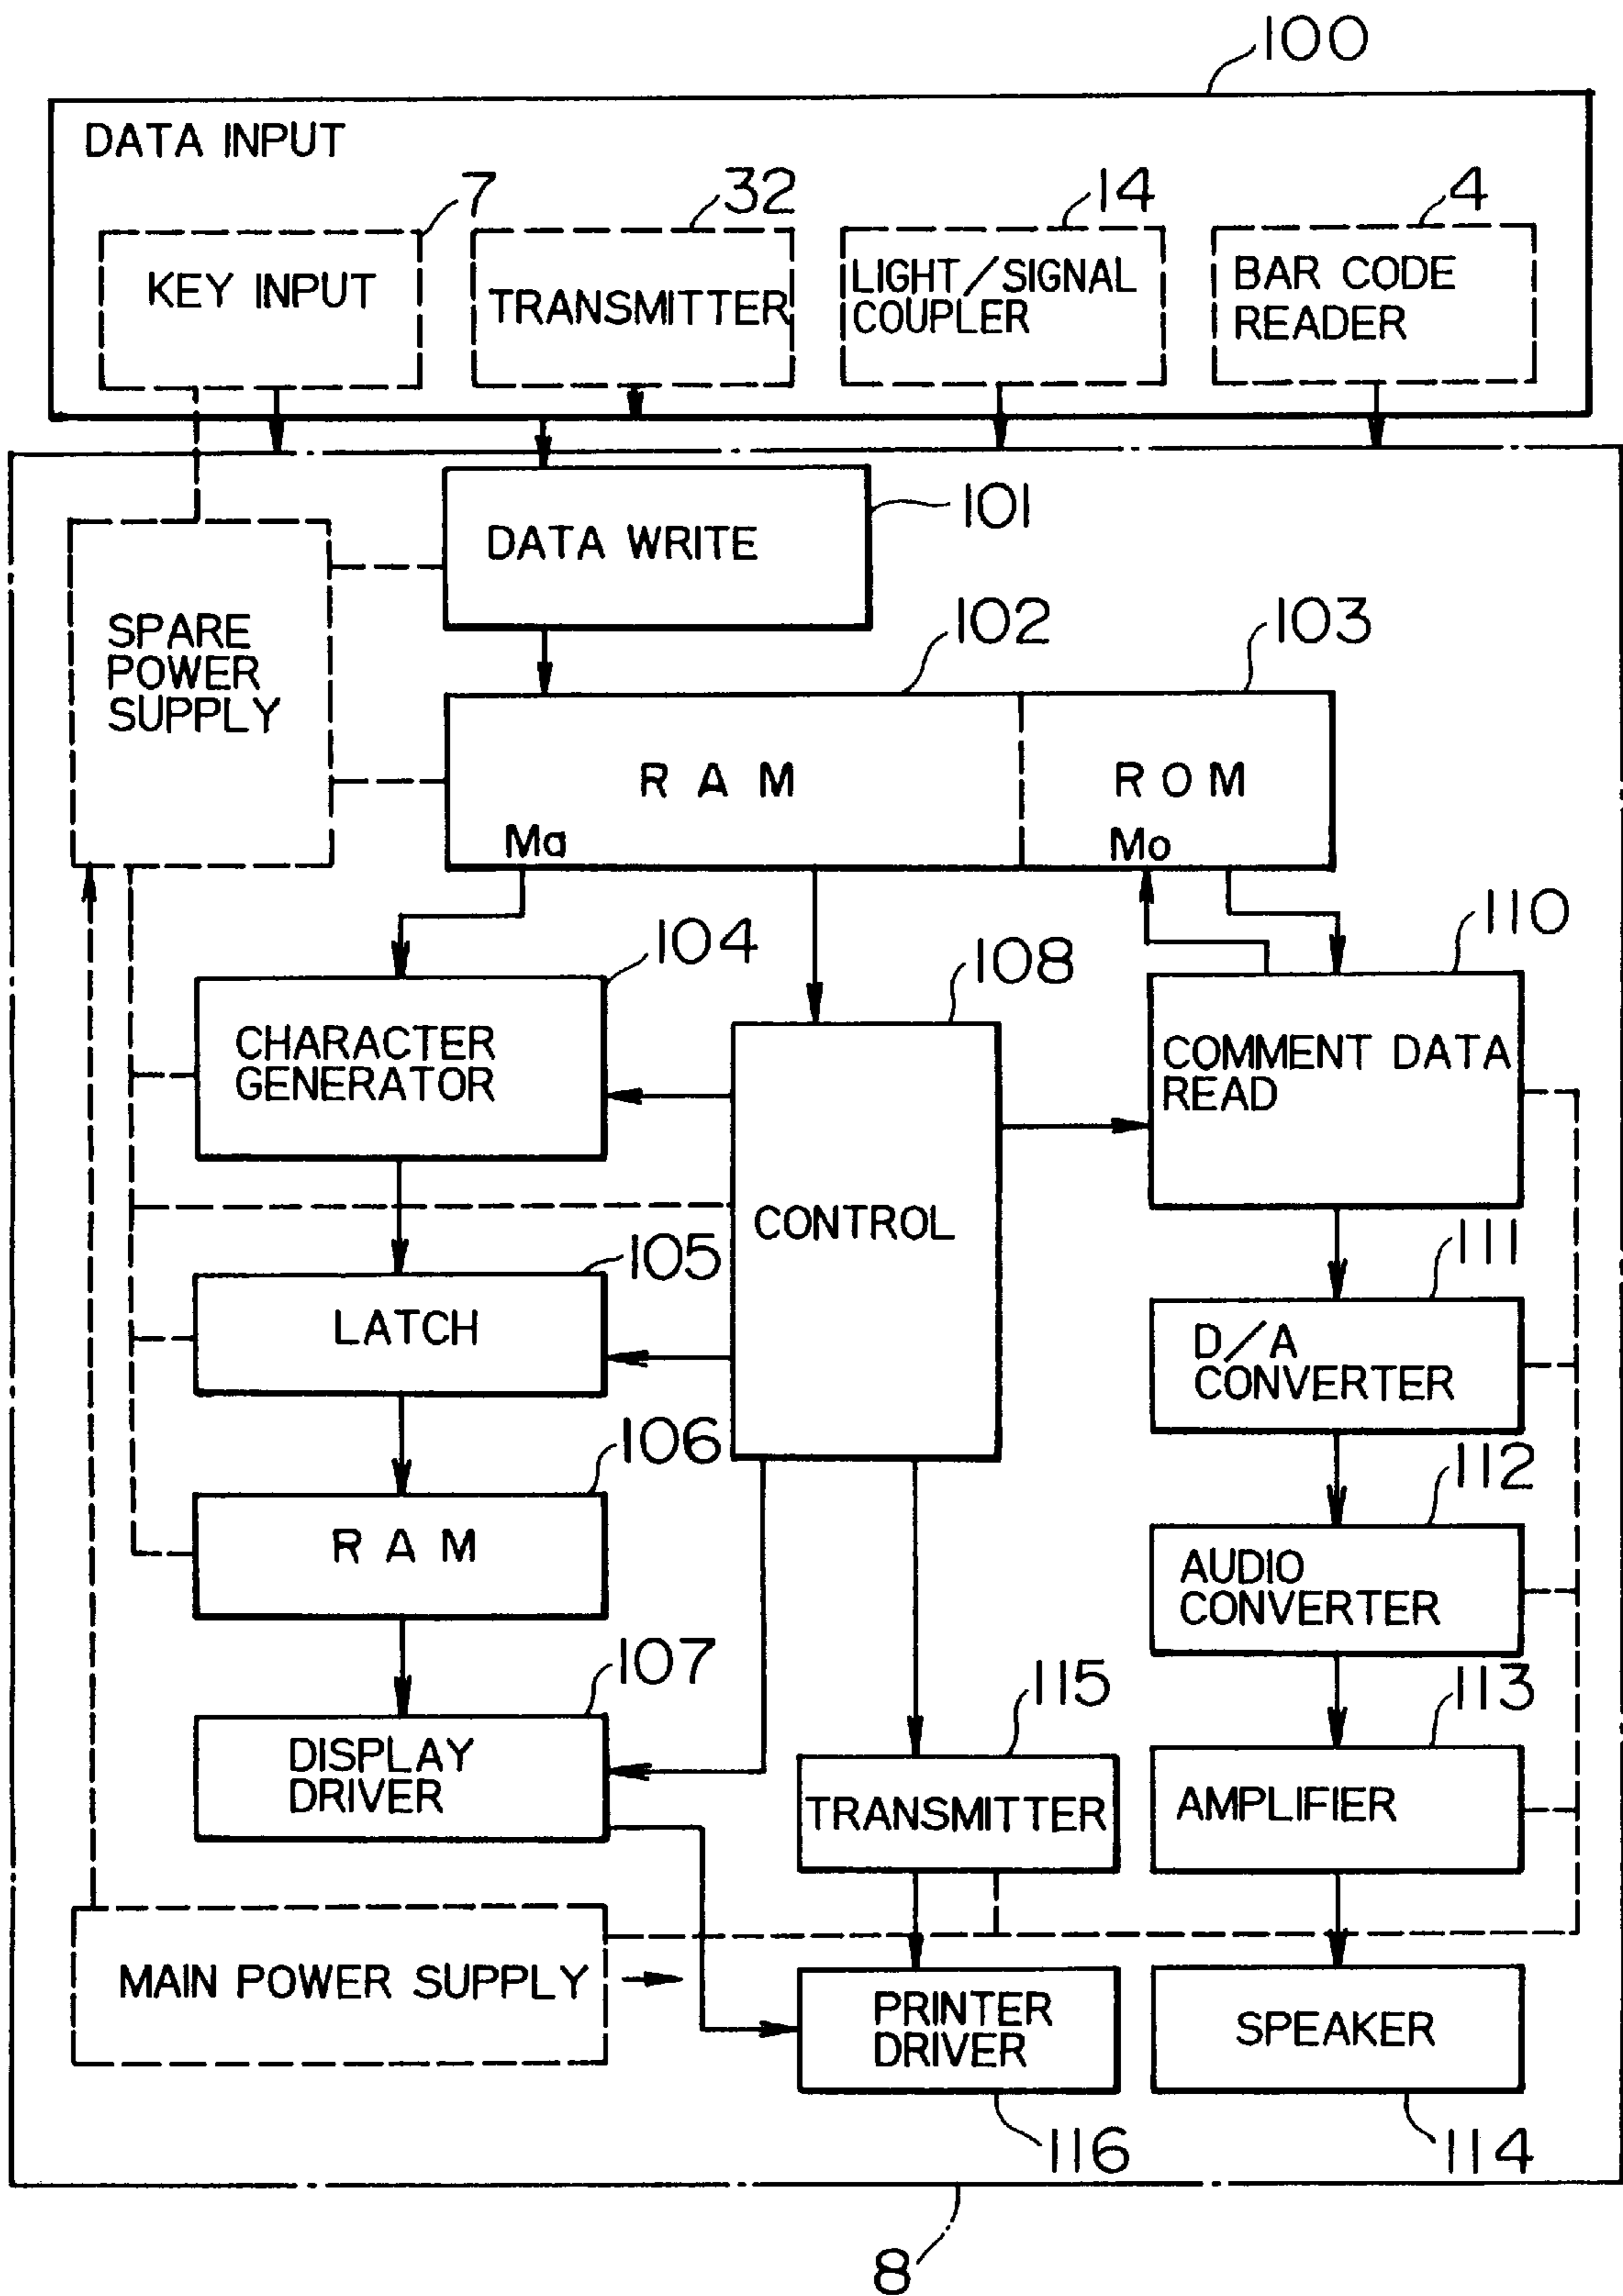 100
DATA INPUT
7
32
14
4
KEY INPUT
TRANSMITTER
LIGHT/SIGNAL
COUPLER
BAR CODE
READER
101
DATA WRITE
SPARE
POWER
SUPPLY
102
103
RAM
ROM
Ma
Mo
104
108
110
CHARACTER
GENERATOR
COMMENT DATA
READ
CONTROL
105
111
LATCH
D/A
CONVERTER
106
112
RAM
AUDIO
CONVERTER
107
115
113
DISPLAY
DRIVER
TRANSMITTER
AMPLIFIER
MAIN POWER SUPPLY
PRINTER
DRIVER
SPEAKER
116
114
8